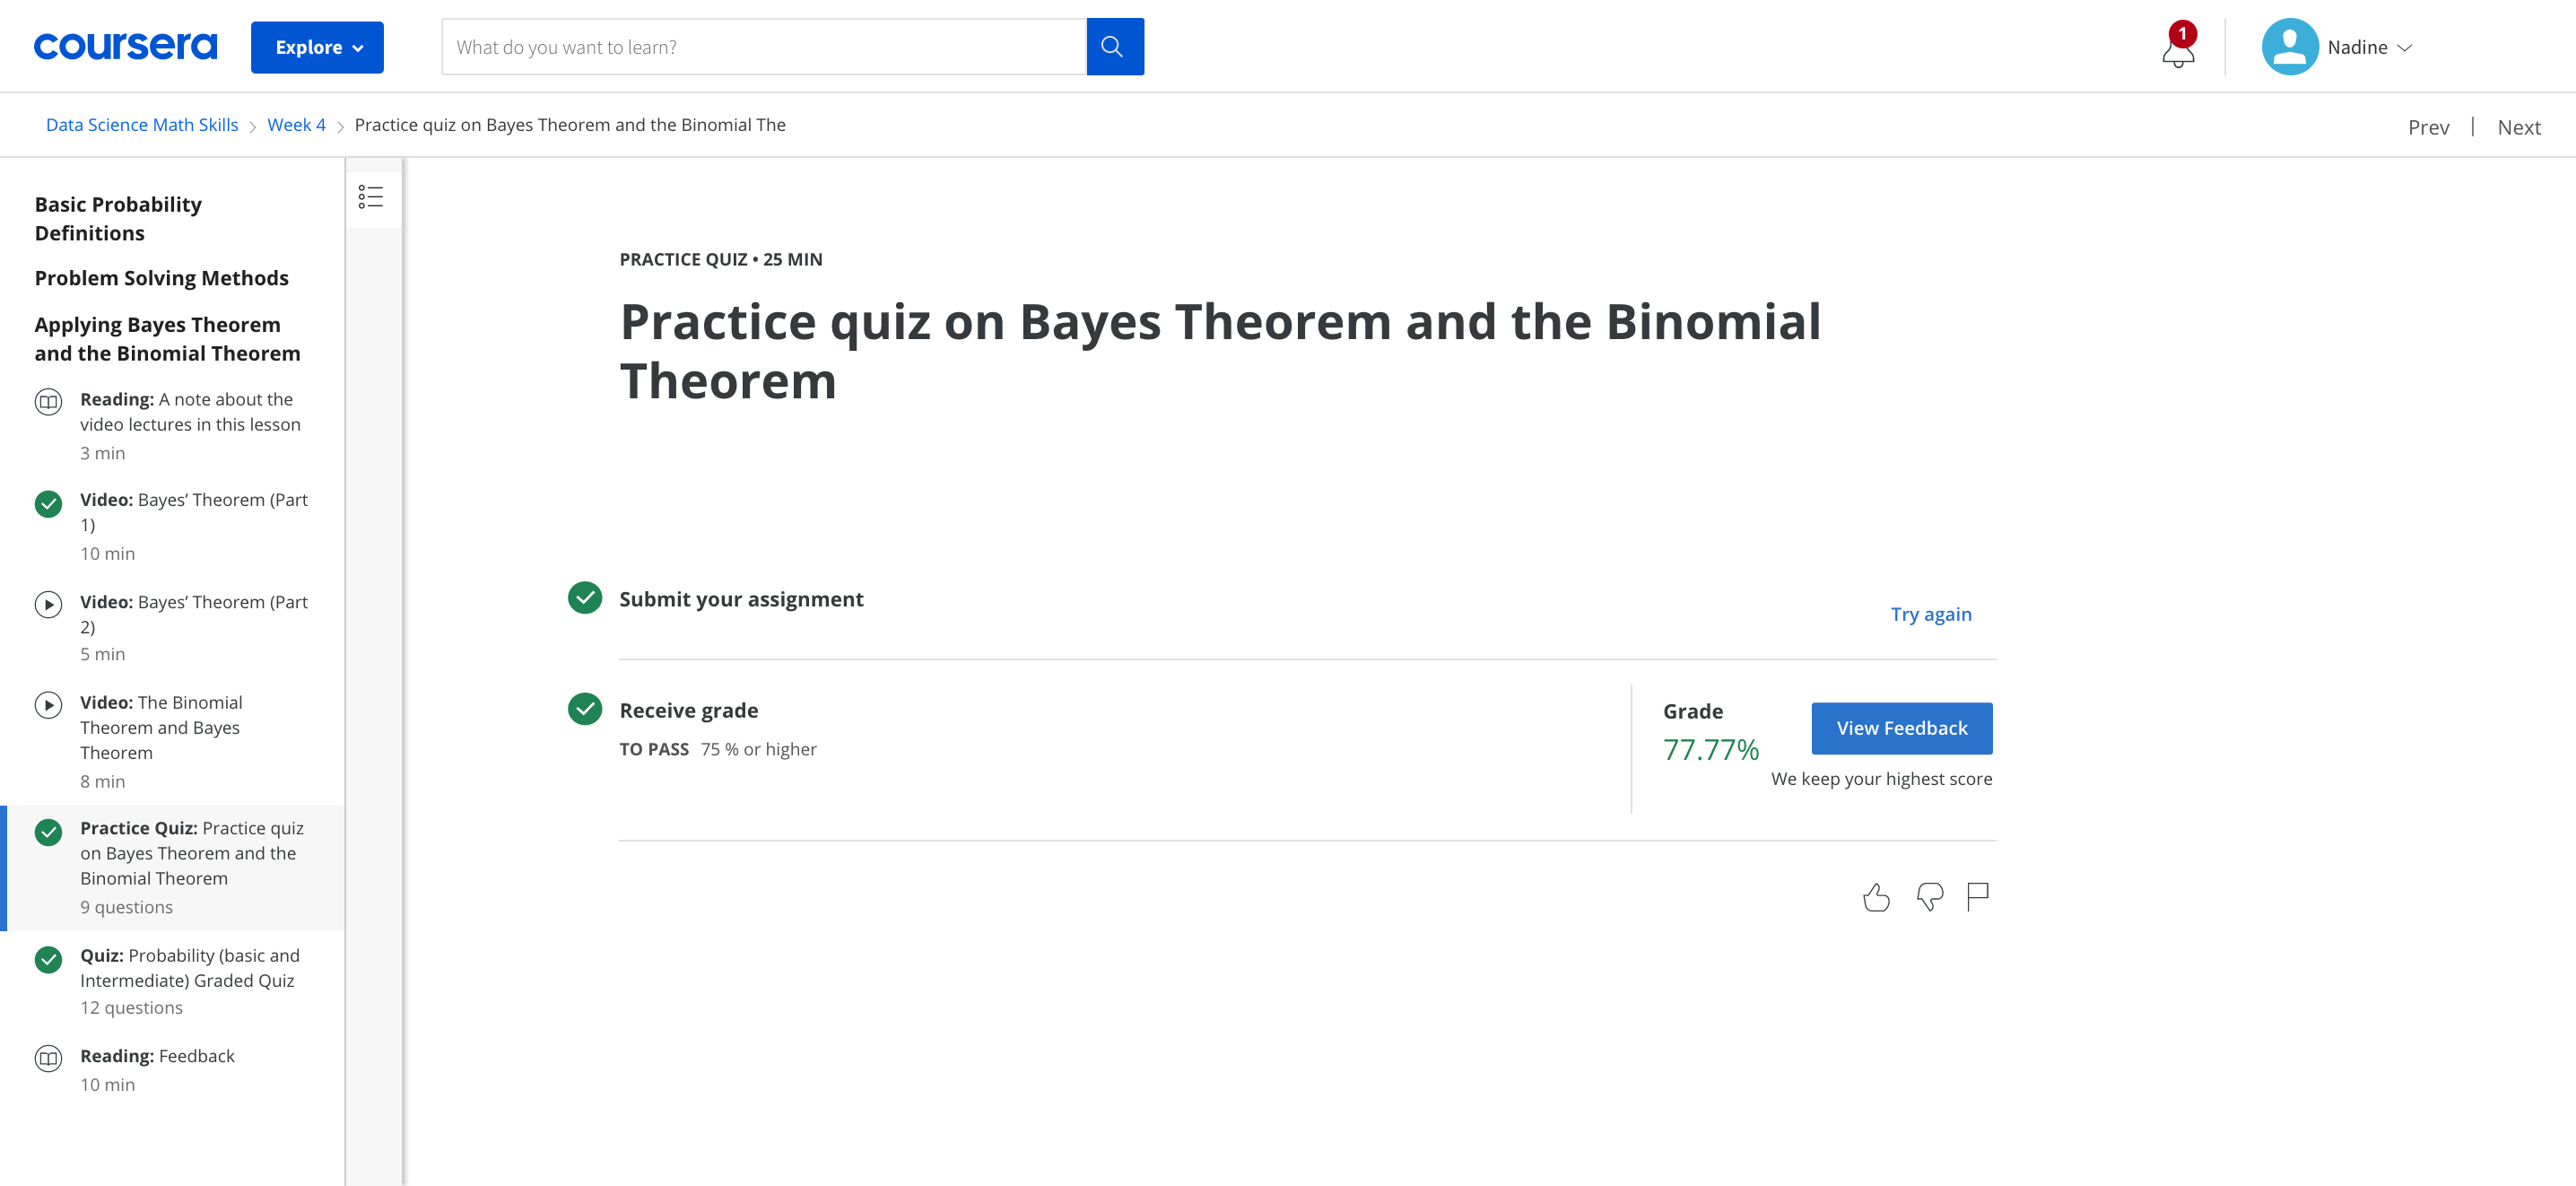 coursera
Explore
What do you want to learn?
1
Nadine
Data Science Math Skills
Week 4
Practice quiz on Bayes Theorem and the Binomial The
Prev | Next
Basic Probability
Definitions
Problem Solving Methods
Applying Bayes Theorem
and the Binomial Theorem
Reading: A note about the
video lectures in this lesson
3 min
Video: Bayes’ Theorem (Part
1)
10 min
Video: Bayes’ Theorem (Part
2)
5 min
Video: The Binomial
Theorem and Bayes
Theorem
8 min
Practice Quiz: Practice quiz
on Bayes Theorem and the
Binomial Theorem
9 questions
Quiz: Probability (basic and
Intermediate) Graded Quiz
12 questions
Reading: Feedback
10 min
PRACTICE QUIZ • 25 MIN
Practice quiz on Bayes Theorem and the Binomial
Theorem
Submit your assignment
Try again
Receive grade
TO PASS 75 % or higher
Grade
77.77%
View Feedback
We keep your highest score